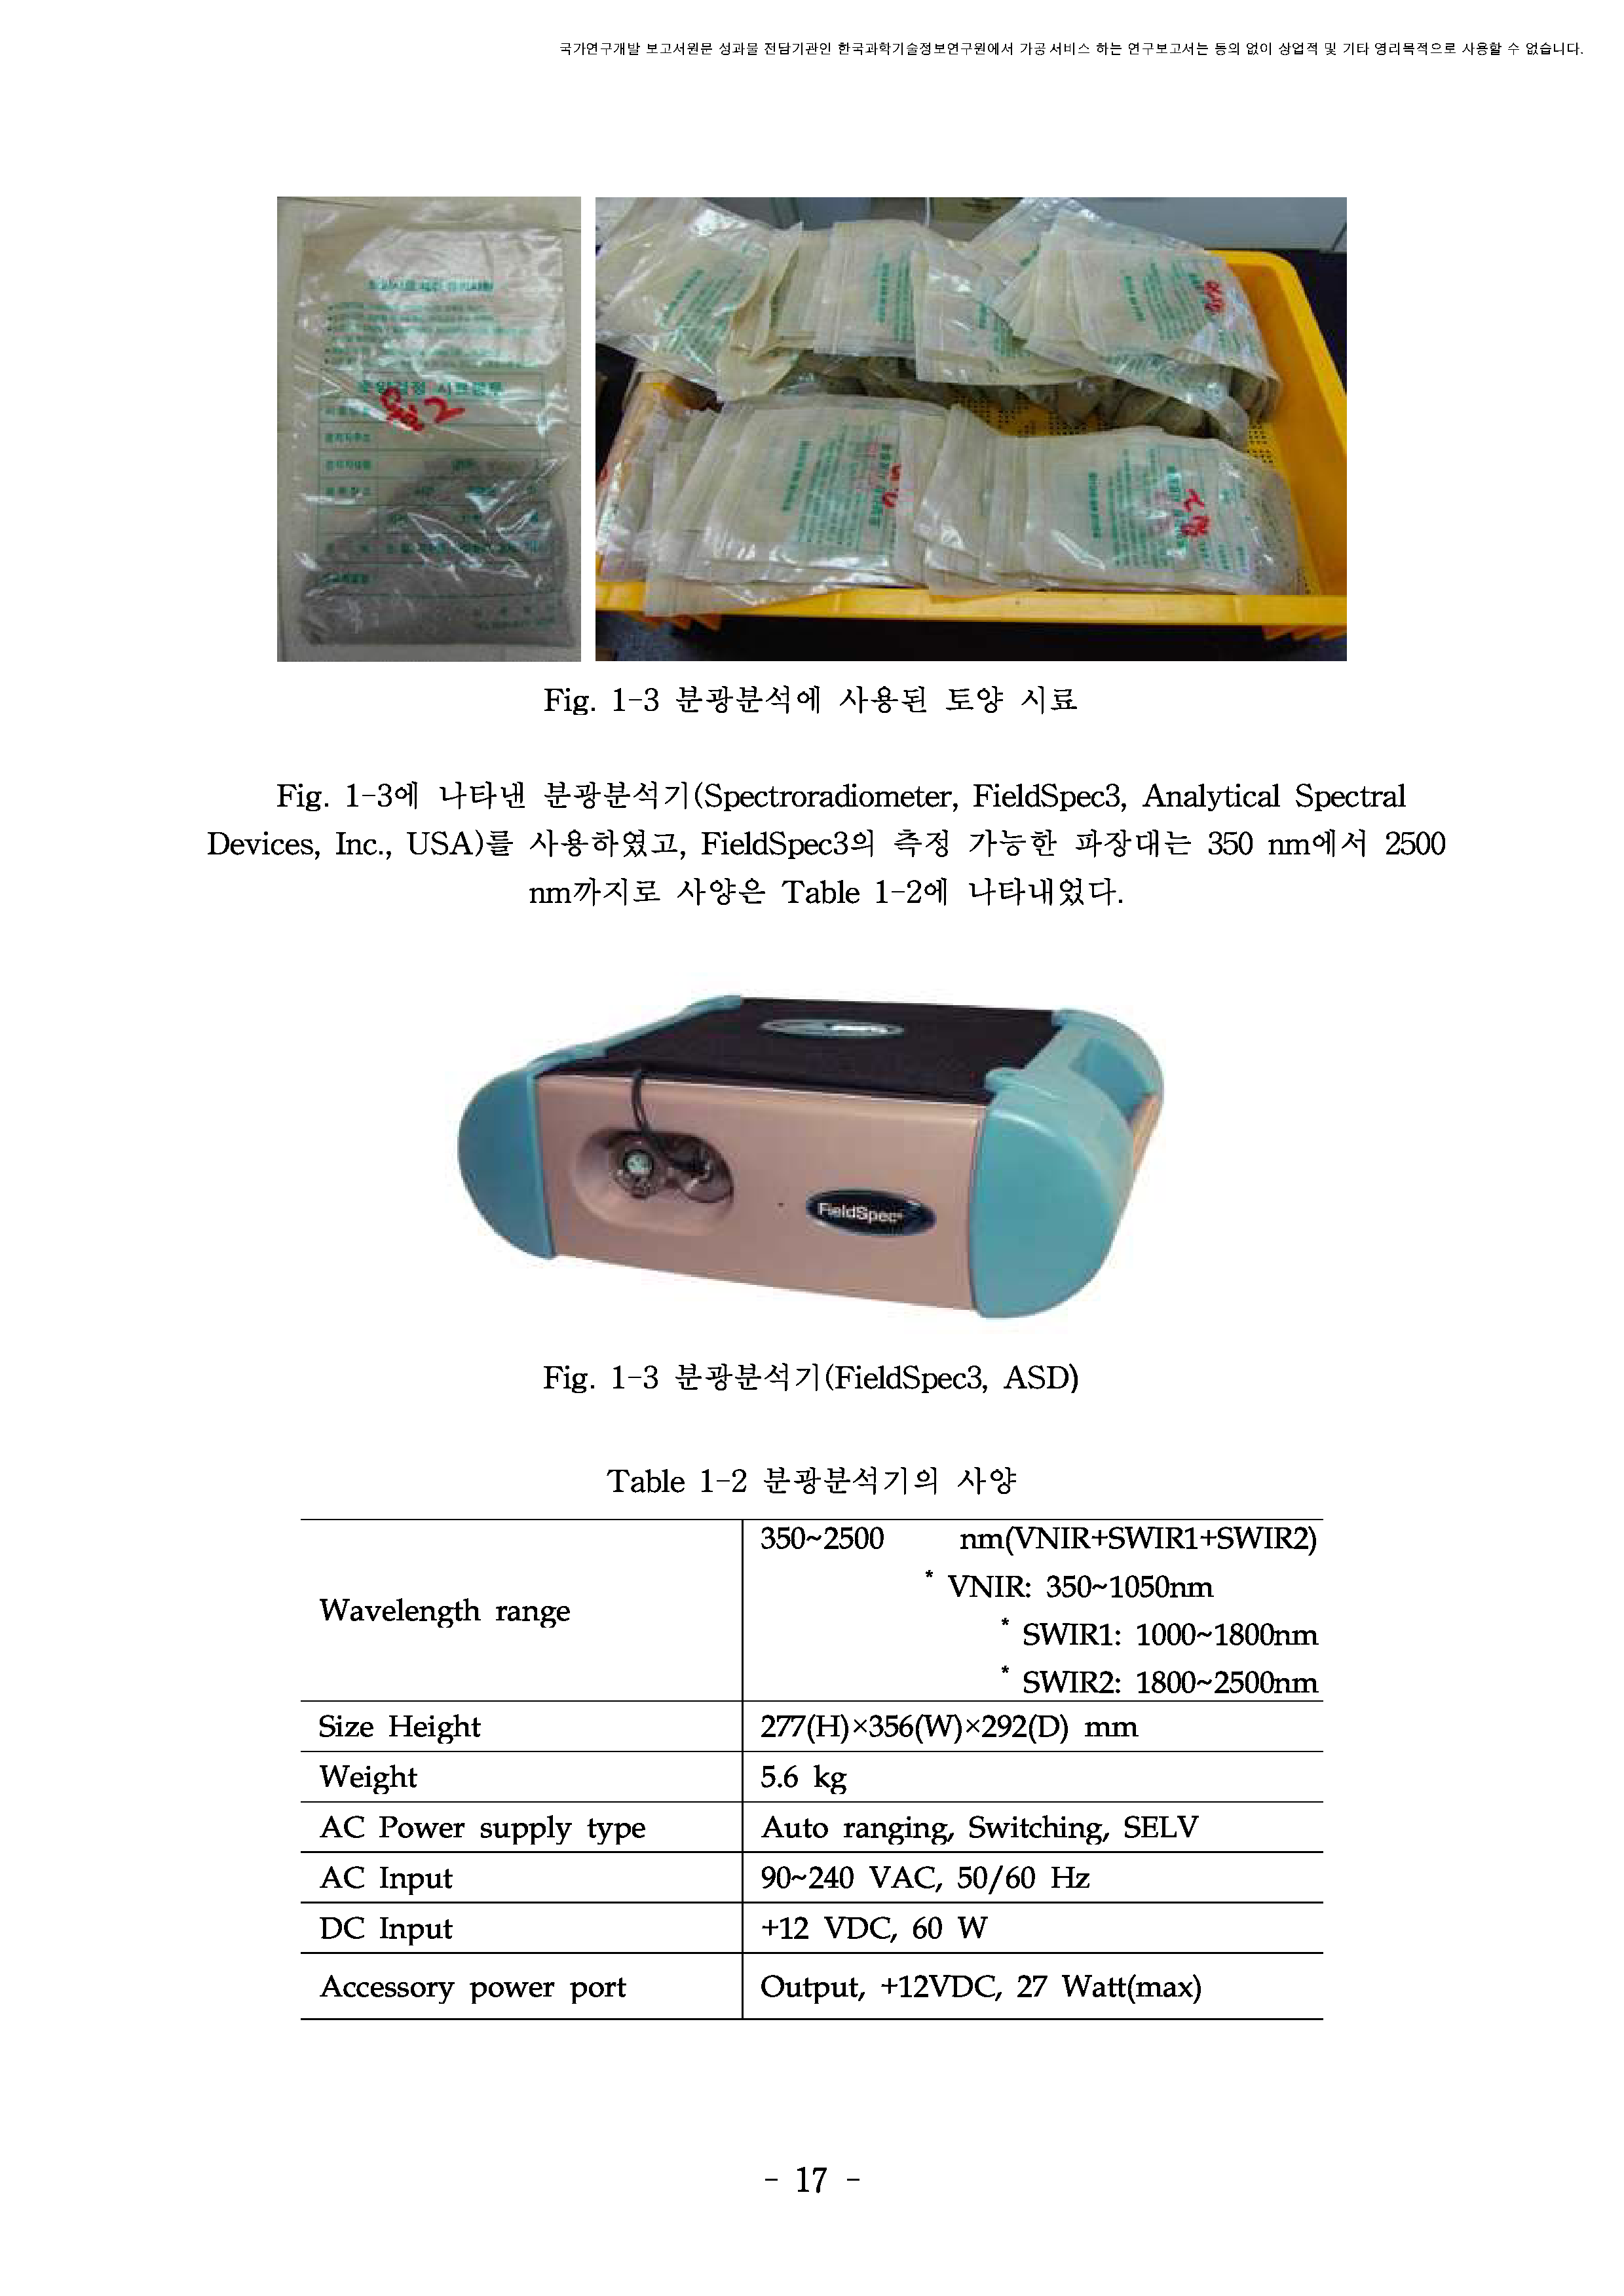 국가연구개발 보고서원문 성과물 전담기관인 한국과학기술정보연구원에서 가공·서비스 하는 연구보고서는 동의 없이 상업적 및 기타 영리목적으로 사용할 수 없습니다.
Fig. 1-3 분광분석에 사용된 토양 시료
Fig. 1-3에 나타낸 분광분석기(Spectroradiometer, FieldSpec3, Analytical Spectral
Devices, Inc., USA)를 사용하였고, FieldSpec3의 측정 가능한 파장대는 350 nm에서 2500
nm까지로 사양은 Table 1-2에 나타내었다.
FieldSpec
Fig. 1-3 분광분석기(FieldSpec3, ASD)
Table 1-2 분광분석기의 사양
Wavelength range
350~2500 nm(VNIR+SWIR1+SWIR2)
* VNIR: 350~1050nm
* SWIR1: 1000~1800nm
* SWIR2: 1800~2500nm
Size Height 277(H)×356(W)×292(D) mm
Weight 5.6 kg
AC Power supply type Auto ranging, Switching, SELV
AC Input 90~240 VAC, 50/60 Hz
DC Input +12 VDC, 60 W
Accessory power port Output, +12VDC, 27 Watt(max)
- 17 -